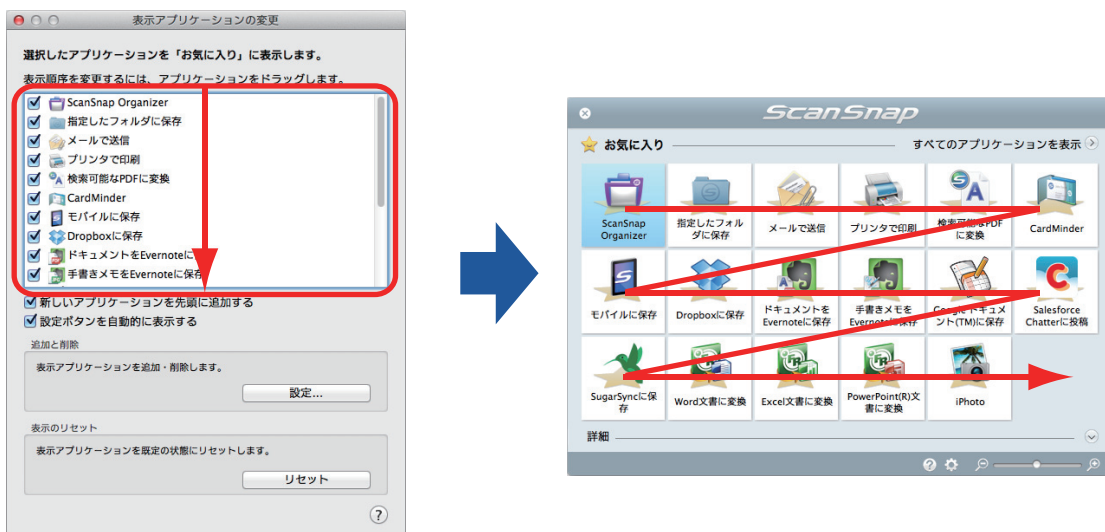 表示アプリケーションの変更
選択したアプリケーションを「お気に入り」に表示します。
表示順序を変更するには、アプリケーションをドラッグします。
ScanSnap Organizer
指定したフォルダに保存
メールで送信
プリンタで印刷
検索可能なPDFに変換
CardMinder
モバイルに保存
Dropboxに保存
ドキュメントをEvernoteに
手書きメモをEvernoteに保存
新しいアプリケーションを先頭に追加する
設定ボタンを自動的に表示する
追加と削除
表示アプリケーションを追加・削除します。
設定...
表示のリセット
表示アプリケーションを既定の状態にリセットします。
リセット
?
ScanSnap
お気に入り
すべてのアプリケーションを表示
ScanSnap
Organizer
指定したフォル
ダに保存
メールで送信
プリンタで印刷
検索可能なPDF
に変換
CardMinder
モバイルに保存
Dropboxに保存
ドキュメントを
Evernoteに保存
手書きメモを
Evernoteに保存
Googleドキュメ
ント(TM)に保存
Salesforce
Chatterに投稿
SugarSyncに保
存
Word文書に変換
Excel文書に変換
PowerPoint(R)文
書に変換
iPhoto
詳細
?